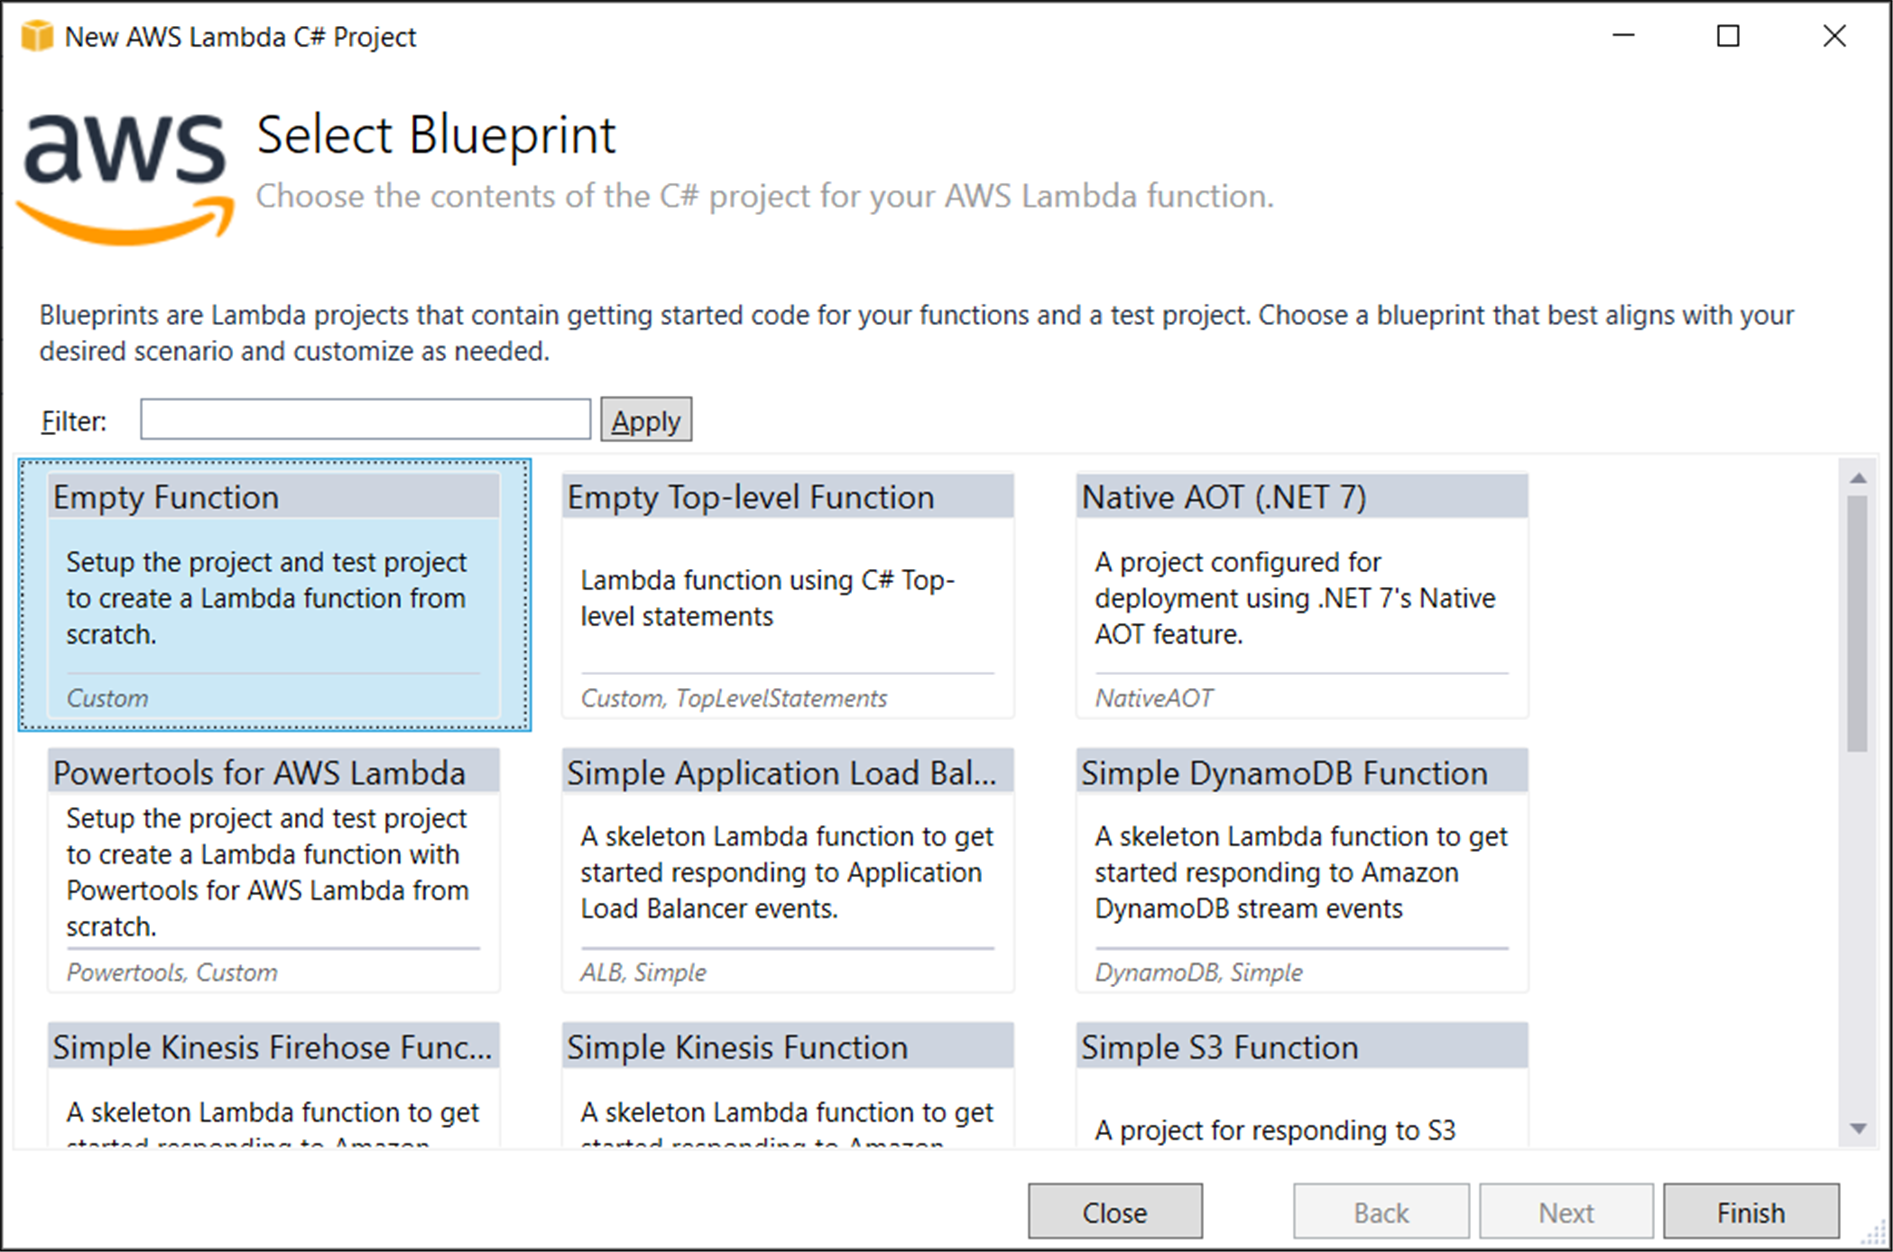 New AWS Lambda C# Project
aws
Select Blueprint
Choose the contents of the C# project for your AWS Lambda function.
Blueprints are Lambda projects that contain getting started code for your functions and a test project. Choose a blueprint that best aligns with your
desired scenario and customize as needed.
Filter:
Apply
Empty Function
Setup the project and test project
to create a Lambda function from
scratch.
Custom
Empty Top-level Function
Lambda function using C# Top-
level statements
Custom, TopLevelStatements
Native AOT (.NET 7)
A project configured for
deployment using .NET 7's Native
AOT feature.
NativeAOT
Powertools for AWS Lambda
Setup the project and test project
to create a Lambda function with
Powertools for AWS Lambda from
scratch.
Powertools, Custom
Simple Application Load Bal...
A skeleton Lambda function to get
started responding to Application
Load Balancer events.
ALB, Simple
Simple DynamoDB Function
A skeleton Lambda function to get
started responding to Amazon
DynamoDB stream events
DynamoDB, Simple
Simple Kinesis Firehose Func...
A skeleton Lambda function to get
started responding to Amazon
Simple Kinesis Function
A skeleton Lambda function to get
started responding to Amazon
Simple S3 Function
A project for responding to S3
Close
Back
Next
Finish